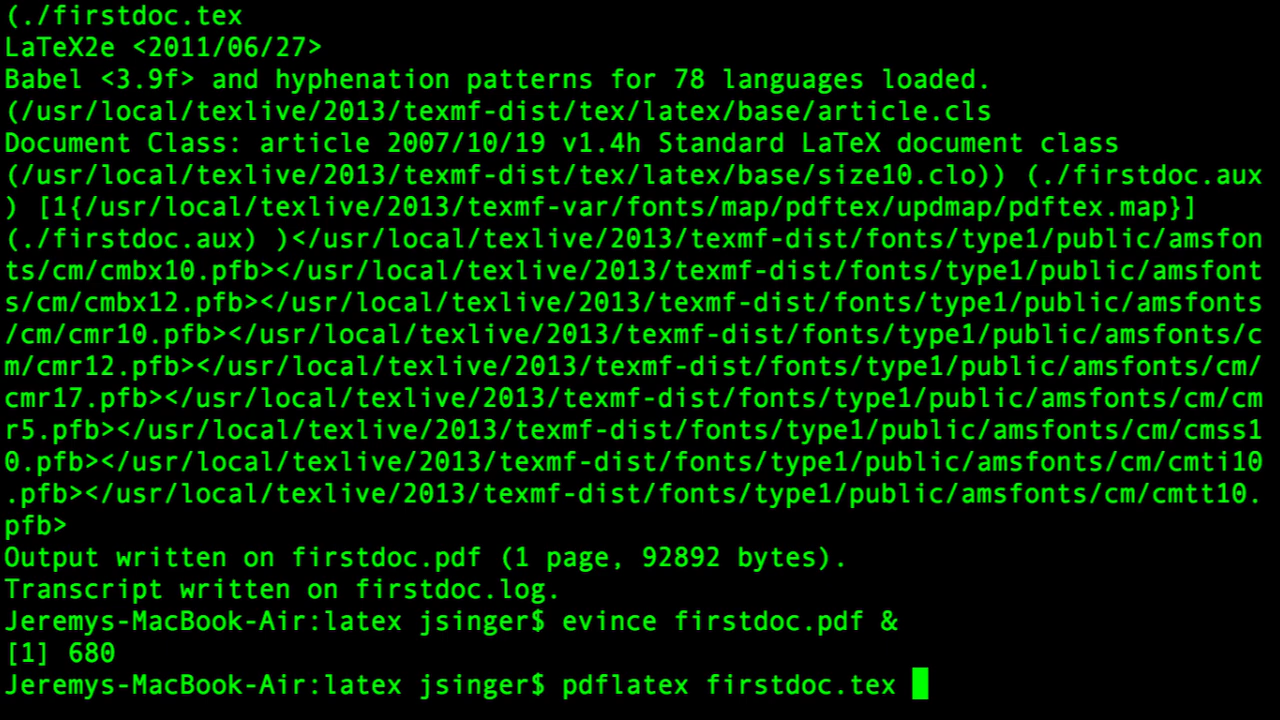 (./firstdoc.tex
LaTeX2e <2011/06/27>
Babel <3.9f> and hyphenation patterns for 78 languages loaded.
(/usr/local/texlive/2013/texmf-dist/tex/latex/base/article.cls
Document Class: article 2007/10/19 v1.4h Standard LaTeX document class
(/usr/local/texlive/2013/texmf-dist/tex/latex/base/size10.clo)) (./firstdoc.aux
) [1{/usr/local/texlive/2013/texmf-var/fonts/map/pdftex/updmap/pdftex.map}]
(./firstdoc.aux) )</usr/local/texlive/2013/texmf-dist/fonts/type1/public/amsfon
ts/cm/cmbx10.pfb></usr/local/texlive/2013/texmf-dist/fonts/type1/public/amsfont
s/cm/cmbx12.pfb></usr/local/texlive/2013/texmf-dist/fonts/type1/public/amsfonts
/cm/cmr10.pfb></usr/local/texlive/2013/texmf-dist/fonts/type1/public/amsfonts/c
m/cmr12.pfb></usr/local/texlive/2013/texmf-dist/fonts/type1/public/amsfonts/cm/
cmr17.pfb></usr/local/texlive/2013/texmf-dist/fonts/type1/public/amsfonts/cm/cm
r5.pfb></usr/local/texlive/2013/texmf-dist/fonts/type1/public/amsfonts/cm/cmss1
0.pfb></usr/local/texlive/2013/texmf-dist/fonts/type1/public/amsfonts/cm/cmti10
.pfb></usr/local/texlive/2013/texmf-dist/fonts/type1/public/amsfonts/cm/cmtt10.
pfb>
Output written on firstdoc.pdf (1 page, 92892 bytes).
Transcript written on firstdoc.log.
Jeremys-MacBook-Air:latex jsinger$ evince firstdoc.pdf &
[1] 680
Jeremys-MacBook-Air:latex jsinger$ pdflatex firstdoc.tex